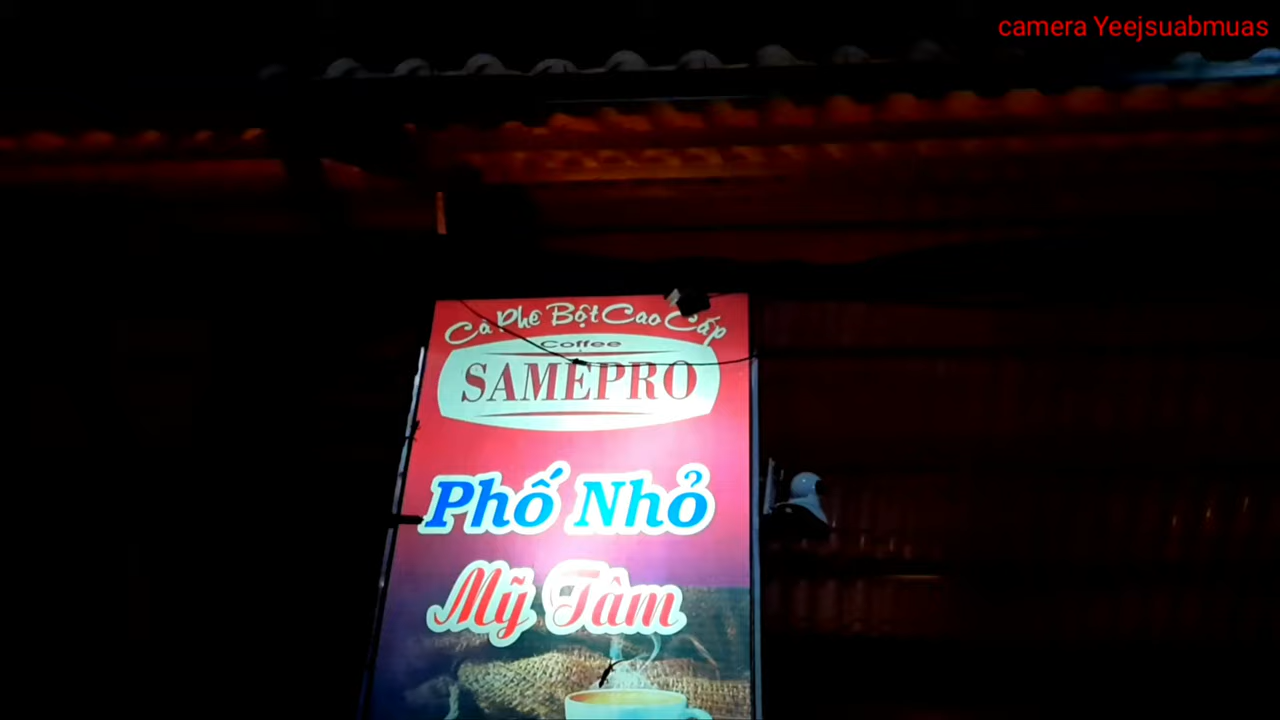 camera Yeejsuabmuas
Cà Phê Bột Cao Cấp
Coffee
SAMEPRO
Phố Nhỏ
Mỹ Tâm